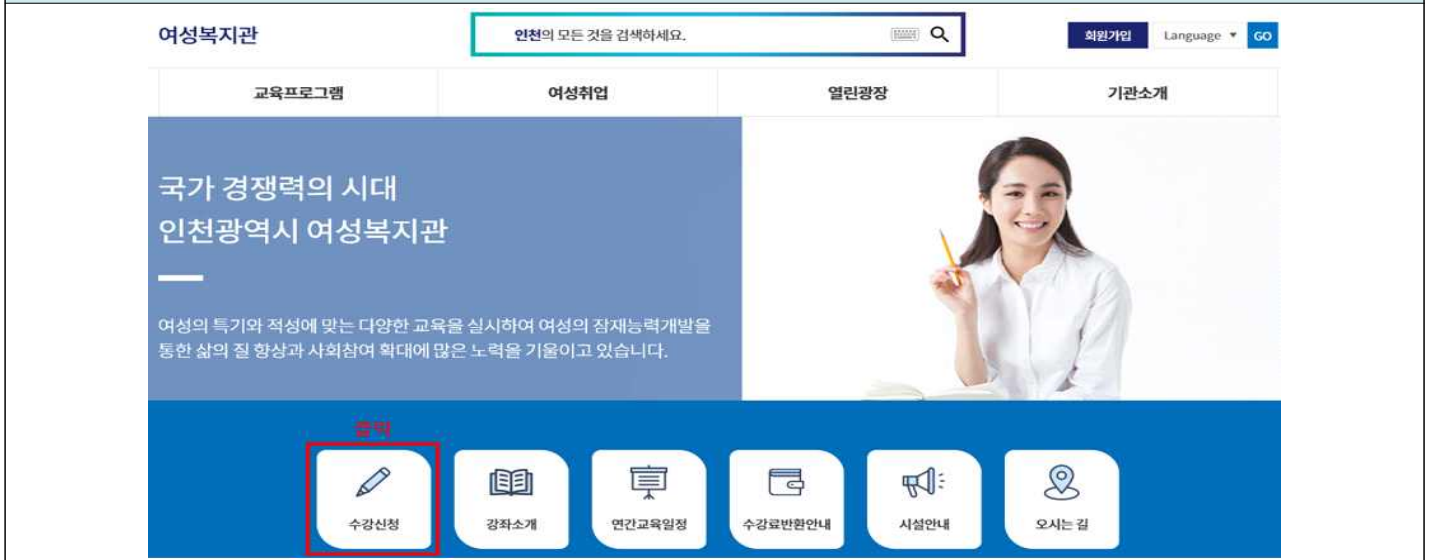 여성복지관
인천의 모든 것을 검색하세요.
회원가입 Language GO
교육프로그램 여성취업 열린광장 기관소개
국가 경쟁력의 시대
인천광역시 여성복지관
여성의 특기와 적성에 맞는 다양한 교육을 실시하여 여성의 잠재능력개발을
통한 삶의 질 향상과 사회참여 확대에 많은 노력을 기울이고 있습니다.
클릭
수강신청 강좌소개 연간교육일정 수강료반환안내 시설안내 오시는 길